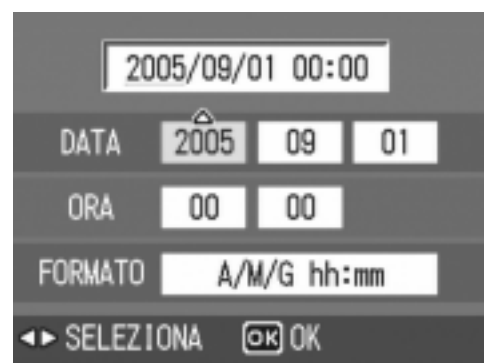 2005/09/01 00:00
DATA 2005 09 01
ORA 00 00
FORMATO A/M/G hh:mm
SELEZIONA OK OK